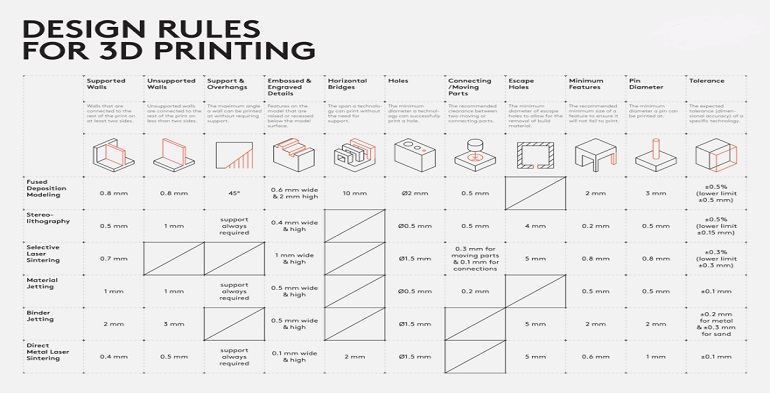 DESIGN RULES
FOR 3D PRINTING
Supported
Walls
Unsupported
Walls
Support &
Overhangs
Embossed &
Engraved
Details
Horizontal
Bridges
Holes
Connecting
/Moving
Parts
Escape
Holes
Minimum
Features
Pin
Diameter
Tolerance
Walls that are
connected to the
rest of the print on
at least two sides.
Unsupported walls
are connected to the
rest of the print on
less than two sides.
The maximum angle
a wall can be printed
at without requiring
support.
Features on the
model that are
raised or recessed
below the model
surface.
The span a technolo-
gy can print without
the need for
support.
The minimum
diameter a technol-
ogy can successfully
print a hole.
The recommended
clearance between
two moving or
connecting parts.
The minimum
diameter of escape
holes to allow for the
removal of build
material.
The recommended
minimum size of a
feature to ensure it
will not fail to print.
The minimum
diameter a pin can
be printed at.
The expected
tolerance (dimen-
sional accuracy) of a
specific technology.
Fused
Deposition
Modeling
0.8 mm
0.8 mm
45°
0.6 mm wide
& 2 mm high
10 mm
Ø2 mm
0.5 mm
2 mm
3 mm
±0.5%
(lower limit
±0.5 mm)
Stereo-
lithography
0.5 mm
1 mm
support
always
required
0.4 mm wide
& high
Ø0.5 mm
0.5 mm
4 mm
0.2 mm
0.5 mm
±0.5%
(lower limit
±0.15 mm)
Selective
Laser
Sintering
0.7 mm
1 mm wide
& high
Ø1.5 mm
0.3 mm for
moving parts
& 0.1 mm for
connections
5 mm
0.8 mm
0.8 mm
±0.3%
(lower limit
±0.3 mm)
Material
Jetting
1 mm
1 mm
support
always
required
0.5 mm wide
& high
Ø0.5 mm
0.2 mm
0.5 mm
0.5 mm
±0.1 mm
Binder
Jetting
2 mm
3 mm
0.5 mm wide
& high
Ø1.5 mm
5 mm
2 mm
2 mm
±0.2 mm
for metal
& ±0.3 mm
for sand
Direct
Metal Laser
Sintering
0.4 mm
0.5 mm
support
always
required
0.1 mm wide
& high
2 mm
Ø1.5 mm
5 mm
0.6 mm
1 mm
±0.1 mm